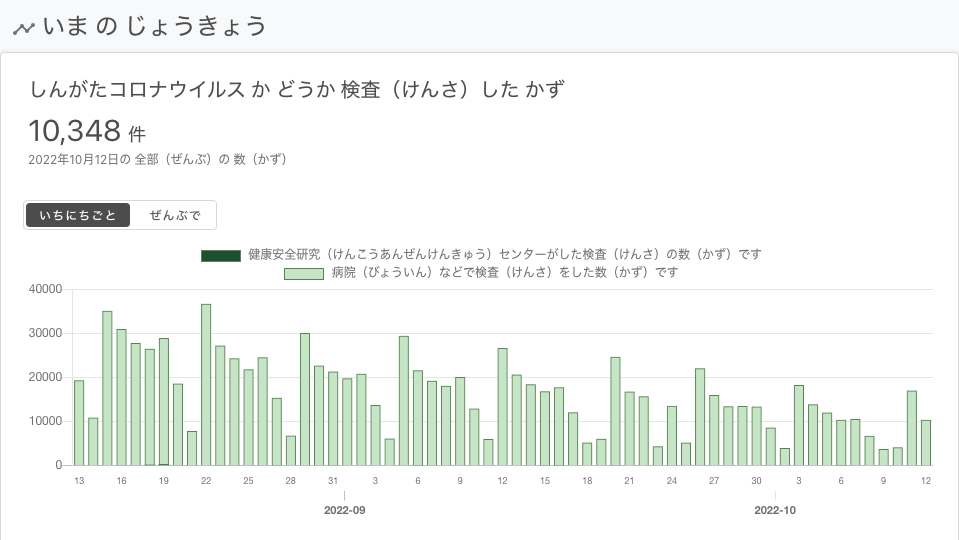 いま の じょうきょう
しんがたコロナウイルス か どうか 検査（けんさ）した かず
10,348 件
2022年10月12日の 全部（ぜんぶ）の 数（かず）
いちにちごと ぜんぶで
健康安全研究（けんこうあんぜんけんきゅう）センターがした検査（けんさ）の数（かず）です
病院（びょういん）などで検査（けんさ）をした数（かず）です
40000
30000
20000
10000
0
13 16 19 22 25 28 31 3 6 9 12 15 18 21 24 27 30 3 6 9 12
2022-09 2022-10